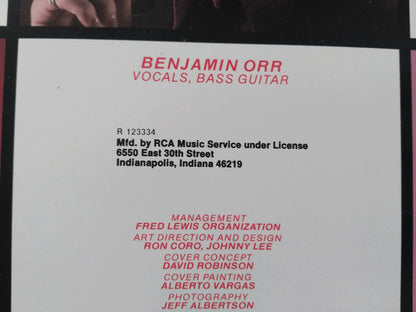 BENJAMIN ORR
VOCALS, BASS GUITAR
R 123334
Mfd. by RCA Music Service under License
6550 East 30th Street
Indianapolis, Indiana 46219
MANAGEMENT
FRED LEWIS ORGANIZATION
ART DIRECTION AND DESIGN
RON CORO, JOHNNY LEE
COVER CONCEPT
DAVID ROBINSON
COVER PAINTING
ALBERTO VARGAS
PHOTOGRAPHY
JEFF ALBERTSON